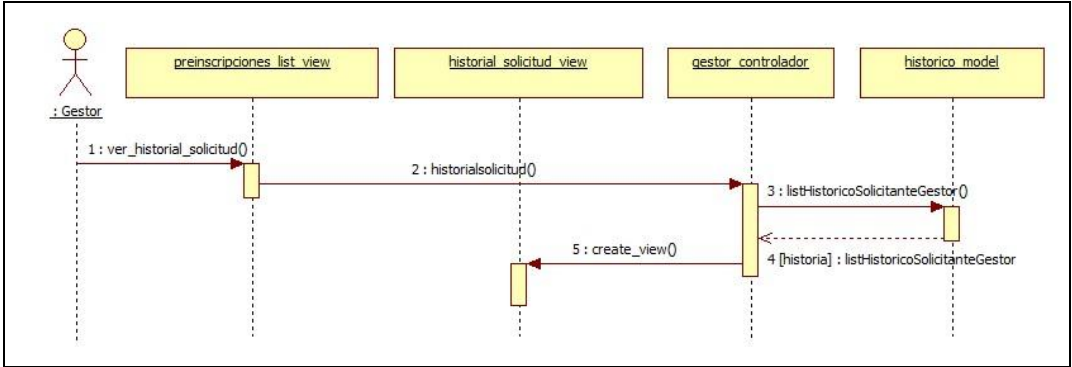 preinscripciones_list_view
historial_solicitud_view
gestor_controlador
historico_model
: Gestor
1 : ver_historial_solicitud()
2 : historialsolicitud()
3 : listHistoricoSolicitanteGestor()
5 : create_view()
4 [historia] : listHistoricoSolicitanteGestor